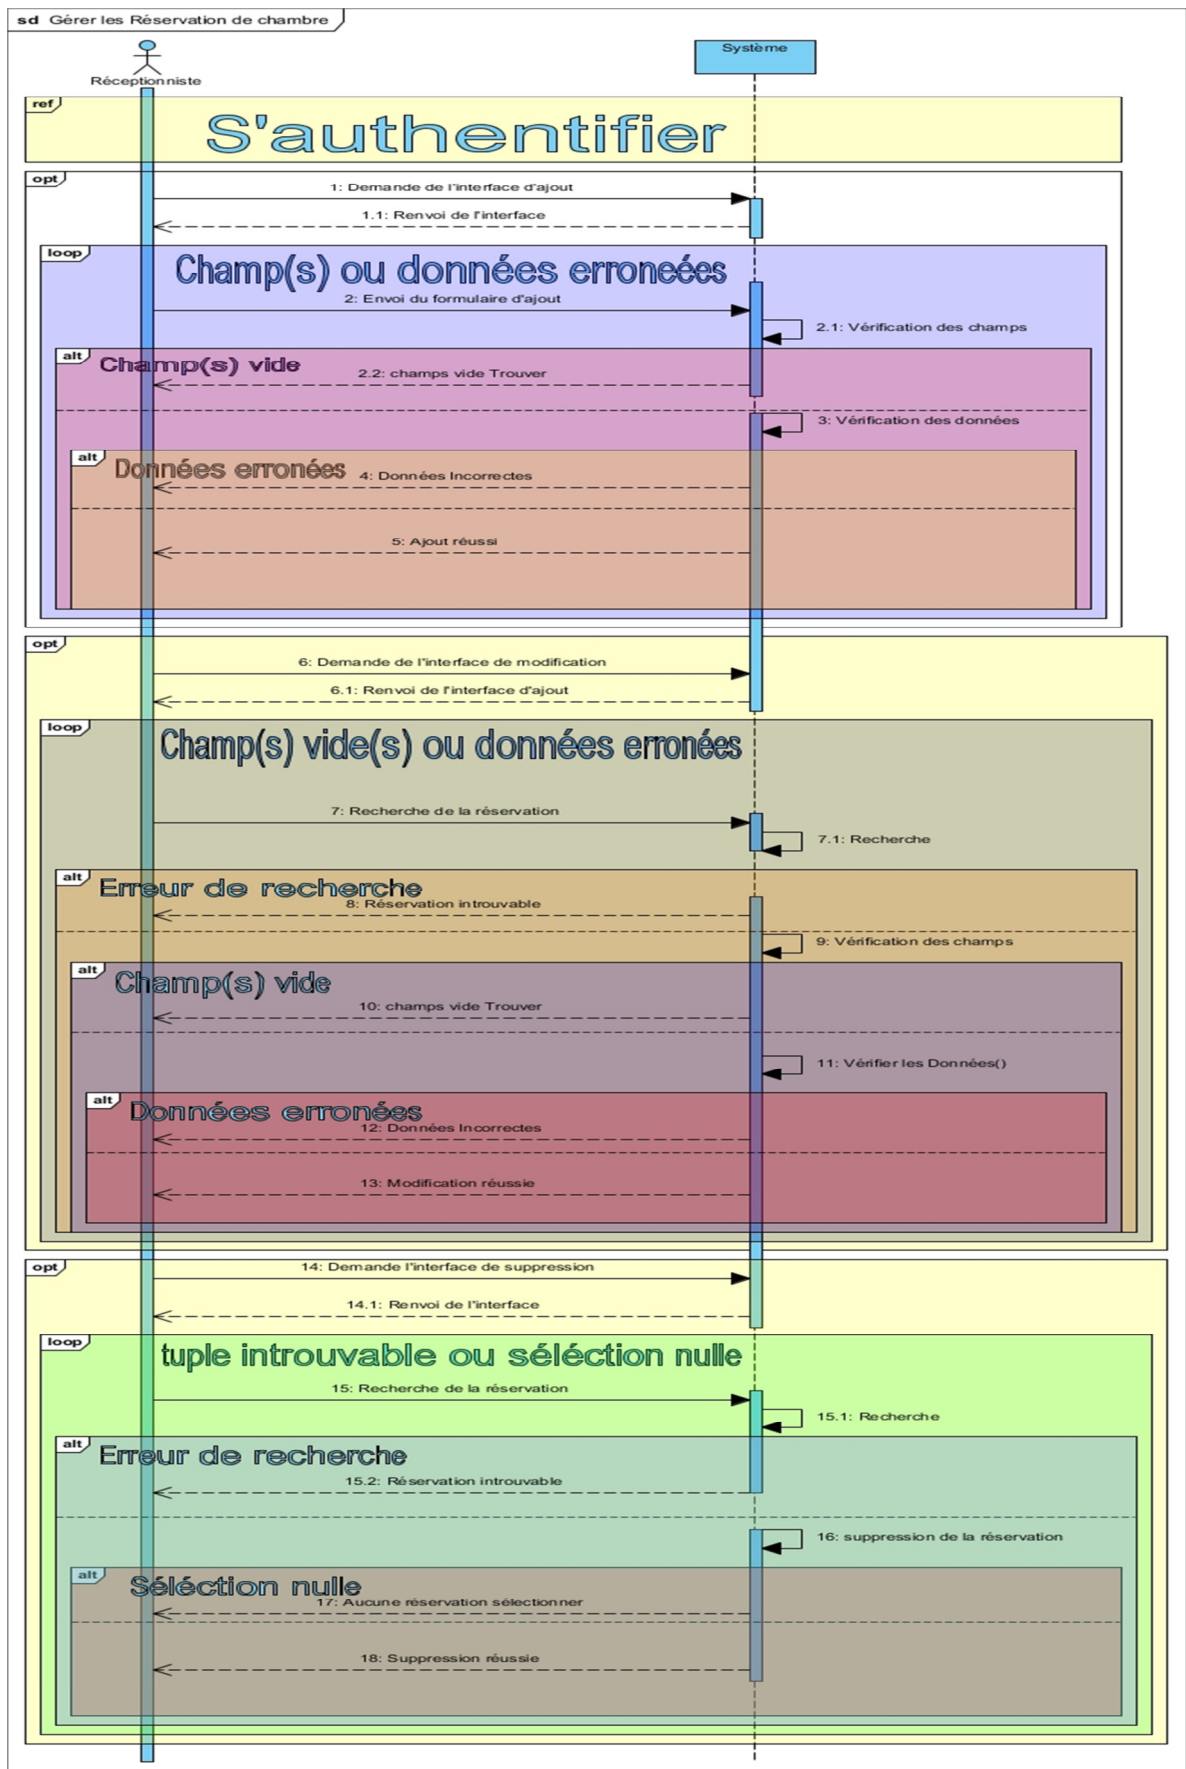 sd Gérer les Réservation de chambre
Système
Réceptionniste
ref
S'authentifier
opt
1: Demande de l'interface d'ajout
1.1: Renvoi de l'interface
loop
Champ(s) ou données erroneées
2: Envoi du formulaire d'ajout
2.1: Vérification des champs
alt
Champ(s) vide
2.2: champs vide Trouver
3: Vérification des données
alt
Données erronées
4: Données Incorrectes
5: Ajout réussi
opt
6: Demande de l'interface de modification
6.1: Renvoi de l'interface d'ajout
loop
Champ(s) vide(s) ou données erronées
7: Recherche de la réservation
7.1: Recherche
alt
Erreur de recherche
8: Réservation introuvable
9: Vérification des champs
alt
Champ(s) vide
10: champs vide Trouver
11: Vérifier les Données()
alt
Données erronées
12: Données Incorrectes
13: Modification réussie
opt
14: Demande l'interface de suppression
14.1: Renvoi de l'interface
loop
tuple introuvable ou séléction nulle
15: Recherche de la réservation
15.1: Recherche
alt
Erreur de recherche
15.2: Réservation introuvable
16: suppression de la réservation
alt
Séléction nulle
17: Aucune réservation sélectionner
18: Suppression réussie